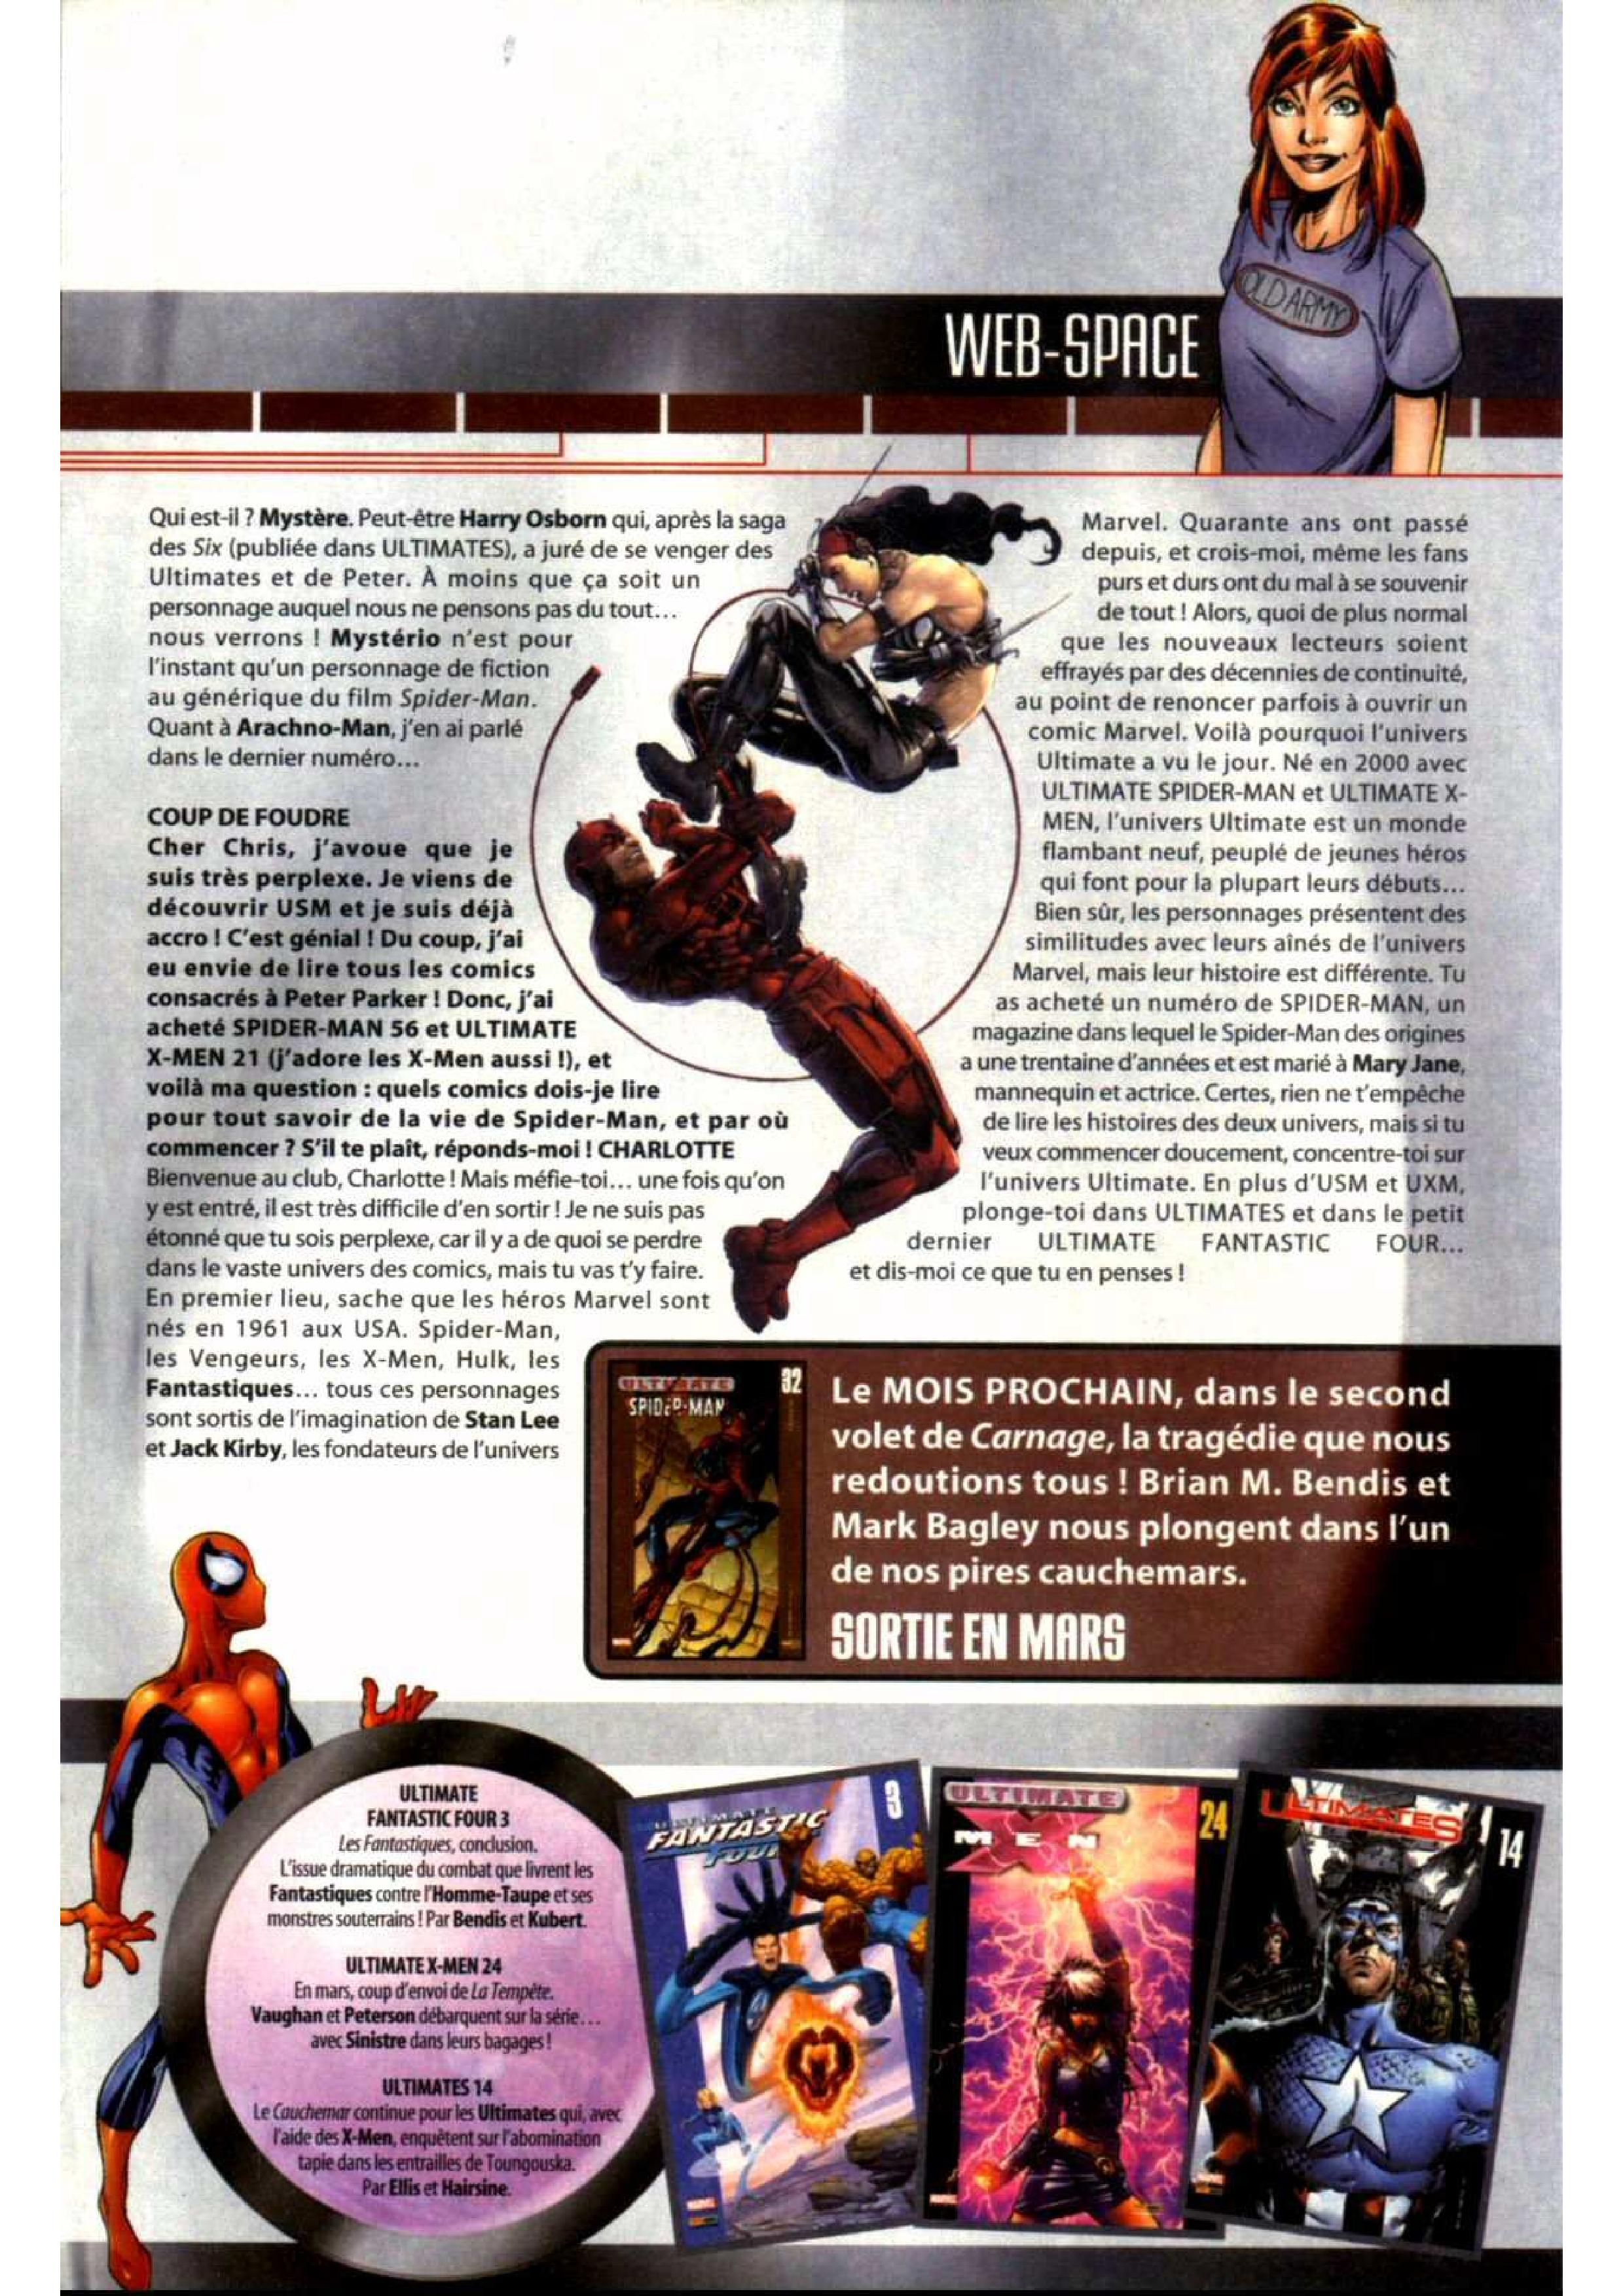 WEB-SPACE
OLD ARMY
Qui est-il ? Mystère. Peut-être Harry Osborn qui, après la saga
des Six (publiée dans ULTIMATES), a juré de se venger des
Ultimates et de Peter. À moins que ça soit un
personnage auquel nous ne pensons pas du tout...
nous verrons ! Mystério n'est pour
l'instant qu'un personnage de fiction
au générique du film Spider-Man.
Quant à Arachno-Man, j'en ai parlé
dans le dernier numéro...
COUP DE FOUDRE
Cher Chris, j'avoue que je
suis très perplexe. Je viens de
découvrir USM et je suis déjà
accro ! C'est génial ! Du coup, j'ai
eu envie de lire tous les comics
consacrés à Peter Parker ! Donc, j'ai
acheté SPIDER-MAN 56 et ULTIMATE
X-MEN 21 (j'adore les X-Men aussi !), et
voilà ma question : quels comics dois-je lire
pour tout savoir de la vie de Spider-Man, et par où
commencer ? S'il te plaît, réponds-moi ! CHARLOTTE
Bienvenue au club, Charlotte ! Mais méfie-toi... une fois qu'on
y est entré, il est très difficile d'en sortir ! Je ne suis pas
étonné que tu sois perplexe, car il y a de quoi se perdre
dans le vaste univers des comics, mais tu vas t'y faire.
En premier lieu, sache que les héros Marvel sont
nés en 1961 aux USA. Spider-Man,
les Vengeurs, les X-Men, Hulk, les
Fantastiques... tous ces personnages
sont sortis de l'imagination de Stan Lee
et Jack Kirby, les fondateurs de l'univers
Marvel. Quarante ans ont passé
depuis, et crois-moi, même les fans
purs et durs ont du mal à se souvenir
de tout ! Alors, quoi de plus normal
que les nouveaux lecteurs soient
effrayés par des décennies de continuité,
au point de renoncer parfois à ouvrir un
comic Marvel. Voilà pourquoi l'univers
Ultimate a vu le jour. Né en 2000 avec
ULTIMATE SPIDER-MAN et ULTIMATE X-
MEN, l'univers Ultimate est un monde
flambant neuf, peuplé de jeunes héros
qui font pour la plupart leurs débuts...
Bien sûr, les personnages présentent des
similitudes avec leurs aînés de l'univers
Marvel, mais leur histoire est différente. Tu
as acheté un numéro de SPIDER-MAN, un
magazine dans lequel le Spider-Man des origines
a une trentaine d'années et est marié à Mary Jane,
mannequin et actrice. Certes, rien ne t'empêche
de lire les histoires des deux univers, mais si tu
veux commencer doucement, concentre-toi sur
l'univers Ultimate. En plus d'USM et UXM,
plonge-toi dans ULTIMATES et dans le petit
dernier ULTIMATE FANTASTIC FOUR...
et dis-moi ce que tu en penses !
ULTIMATE
SPIDER-MAN
32
Le MOIS PROCHAIN, dans le second
volet de Carnage, la tragédie que nous
redoutions tous ! Brian M. Bendis et
Mark Bagley nous plongent dans l'un
de nos pires cauchemars.
SORTIE EN MARS
ULTIMATE
FANTASTIC FOUR 3
Les Fantastiques, conclusion.
L'issue dramatique du combat que livrent les
Fantastiques contre l'Homme-Taupe et ses
monstres souterrains ! Par Bendis et Kubert.
ULTIMATE X-MEN 24
En mars, coup d'envoi de La Tempête.
Vaughan et Peterson débarquent sur la série...
avec Sinistre dans leurs bagages !
ULTIMATES 14
Le Cauchemar continue pour les Ultimates qui, avec
l'aide des X-Men, enquêtent sur l'abomination
tapie dans les entrailles de Toungouska.
Par Ellis et Hairsine.
ULTIMATE
FANTASTIC
FOUR
3
ULTIMATE
X
MEN
24
ULTIMATES
14